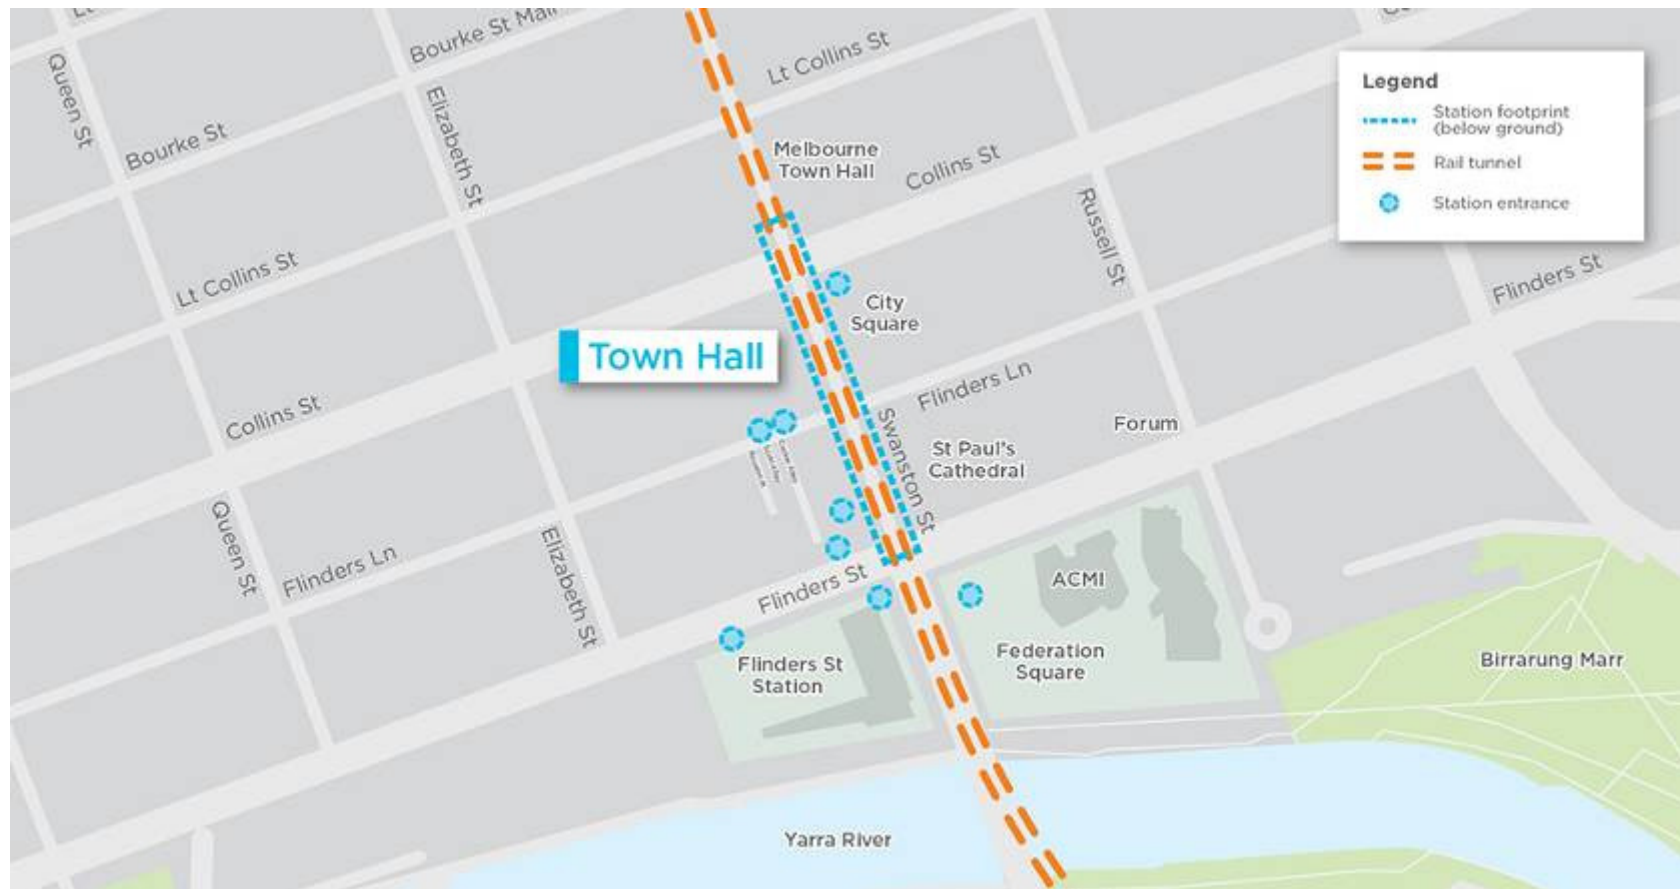 Lt
Bourke St Mall
Queen St
Bourke St
Elizabeth St
Lt Collins St
Melbourne
Town Hall
Collins St
Russell St
Legend
Station footprint
(below ground)
Rail tunnel
Station entrance
Flinders St
Lt Collins St
City
Square
Town Hall
Collins St
Flinders Ln
Swanston St
St Paul's
Cathedral
Forum
Queen St
Flinders Ln
Elizabeth St
Flinders St
ACMI
Federation
Square
Flinders St
Station
Birrarung Marr
Yarra River